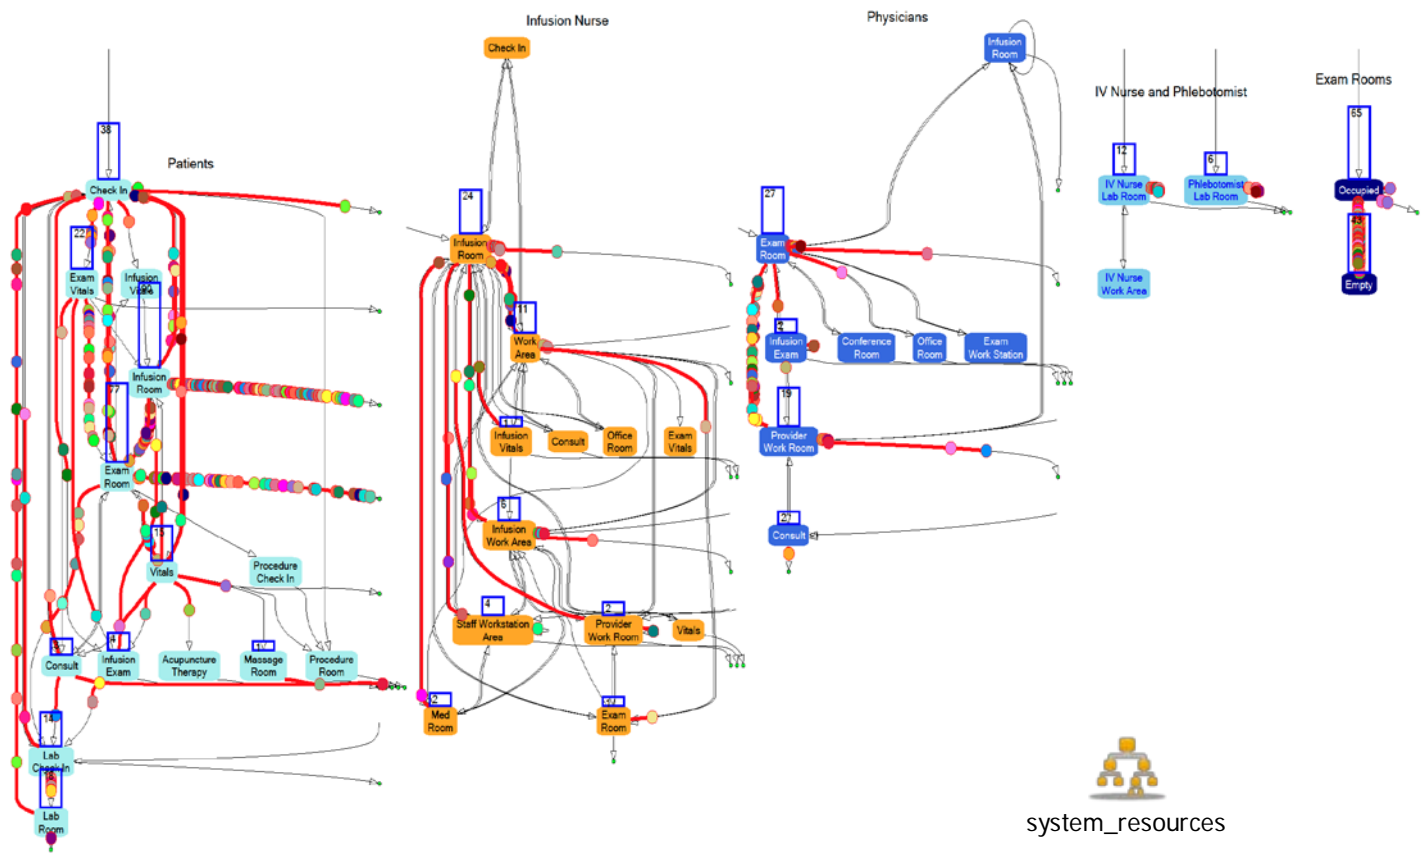 Infusion Nurse
Physicians
Patients
IV Nurse and Phlebotomist
Exam Rooms
38
Check In
22
Exam
Vitals
Infusion
Infusion
Room
77
Exam
Room
15
Vitals
Procedure
Check In
Consult
4
Infusion
Exam
Acupuncture
Therapy
Massage
Room
Procedure
Room
14
Lab
Check In
Lab
Room
Check In
24
Infusion
Room
11
Work
Area
Infusion
Vitals
Consult
Office
Room
Exam
Vitals
6
Infusion
Work Area
4
Staff Workstation
Area
2
Provider
Work Room
Vitals
Med
Room
Exam
Room
Infusion
Room
27
Exam
Room
2
Infusion
Exam
Conference
Room
Office
Room
Exam
Work Station
19
Provider
Work Room
Consult
12
IV Nurse
Lab Room
6
Phlebotomist
Lab Room
IV Nurse
Work Area
65
Occupied
43
Empty
system_resources